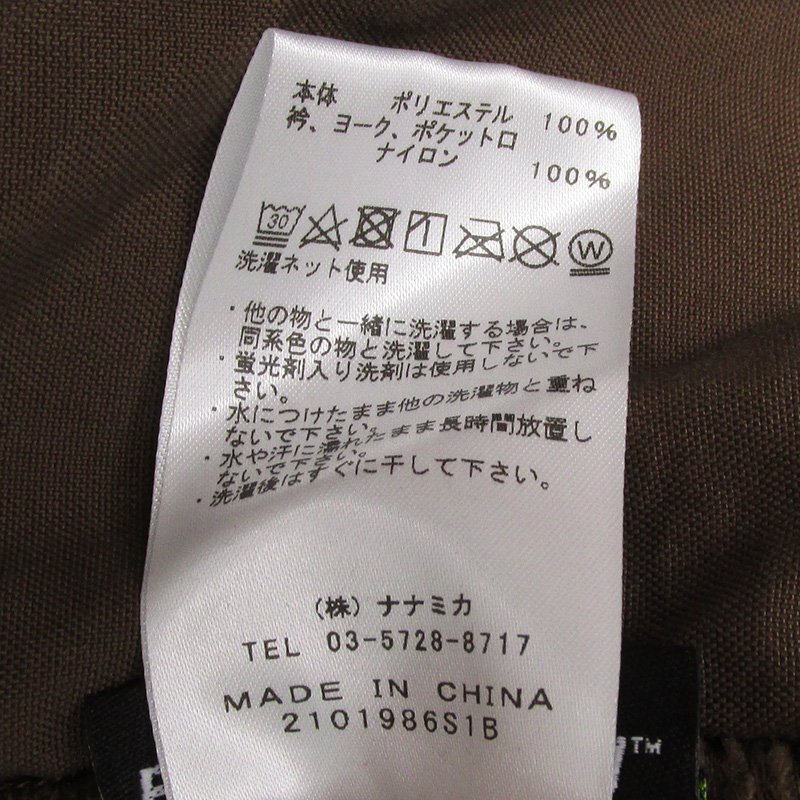 本体 ポリエステル 100%
衿、ヨーク、ポケット口
ナイロン 100%
30 W
洗濯ネット使用
・他の物と一緒に洗濯する場合は、
同系色の物と洗濯して下さい。
・蛍光剤入り洗剤は使用しないで下
さい。
・水につけたまま他の洗濯物と重ね
ないで下さい。
・水や汗に濡れたまま長時間放置し
ないで下さい。
・洗濯後はすぐに干して下さい。
(株) ナナミカ
TEL 03-5728-8717
MADE IN CHINA
2101986S1B
TM